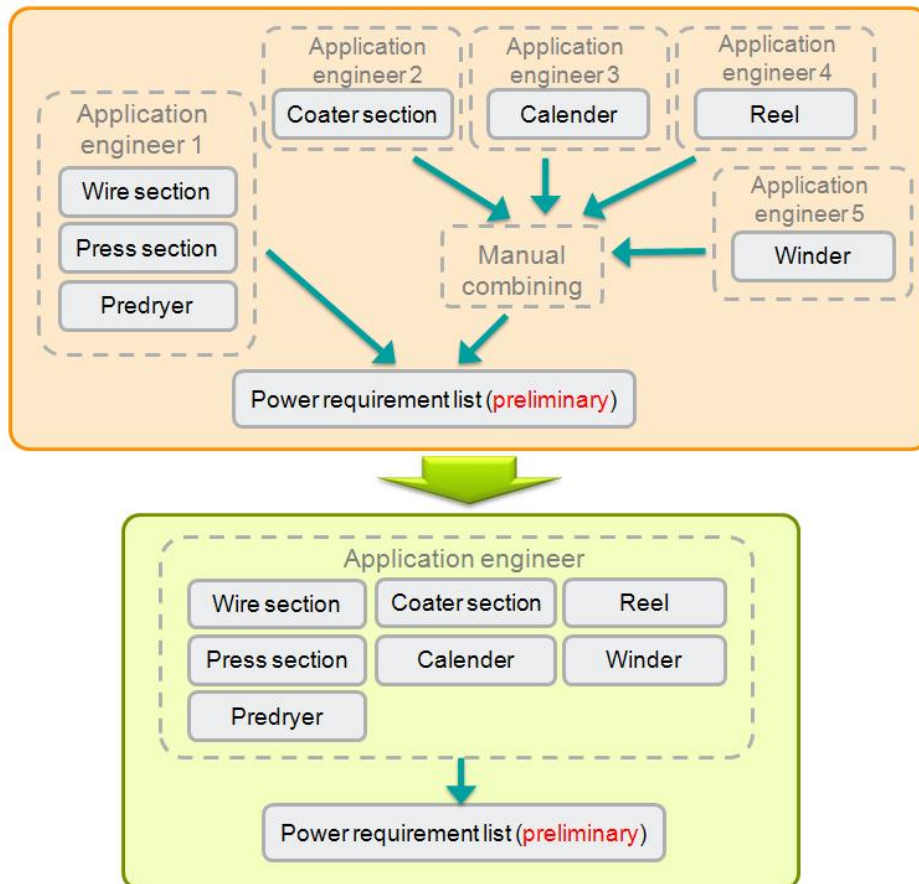 Application
engineer 2
Coater section
Application
engineer 3
Calender
Application
engineer 4
Reel
Application
engineer 1
Wire section
Press section
Predryer
Application
engineer 5
Winder
Manual
combining
Power requirement list (preliminary)
Application engineer
Wire section
Coater section
Reel
Press section
Calender
Winder
Predryer
Power requirement list (preliminary)